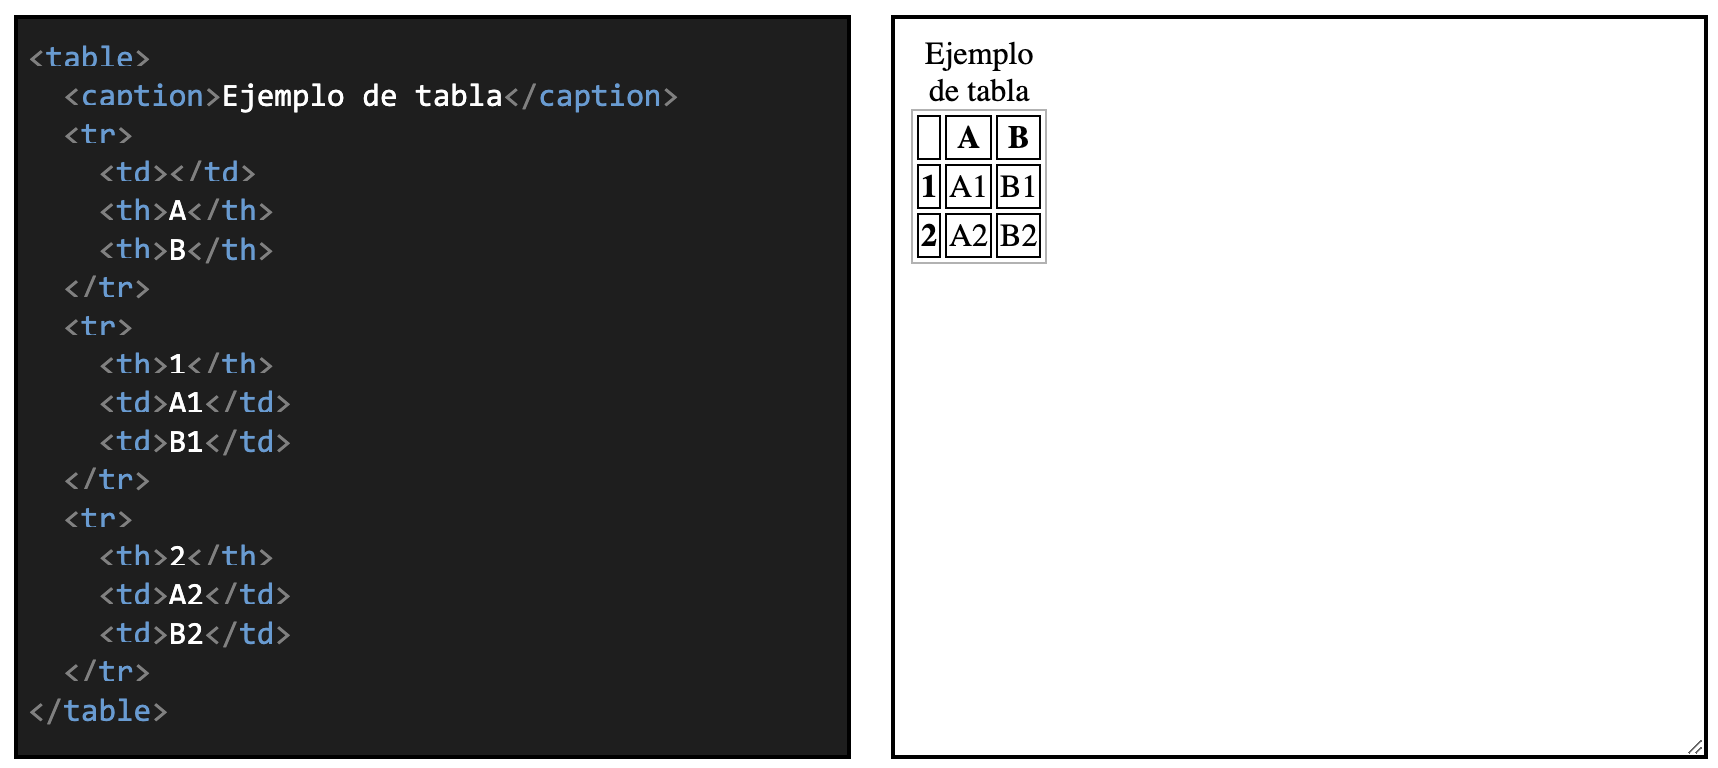 <table>
<caption>Ejemplo de tabla</caption>
<tr>
<td></td>
<th>A</th>
<th>B</th>
</tr>
<tr>
<th>1</th>
<td>A1</td>
<td>B1</td>
</tr>
<tr>
<th>2</th>
<td>A2</td>
<td>B2</td>
</tr>
</table>
Ejemplo
de tabla
A B
1 A1 B1
2 A2 B2